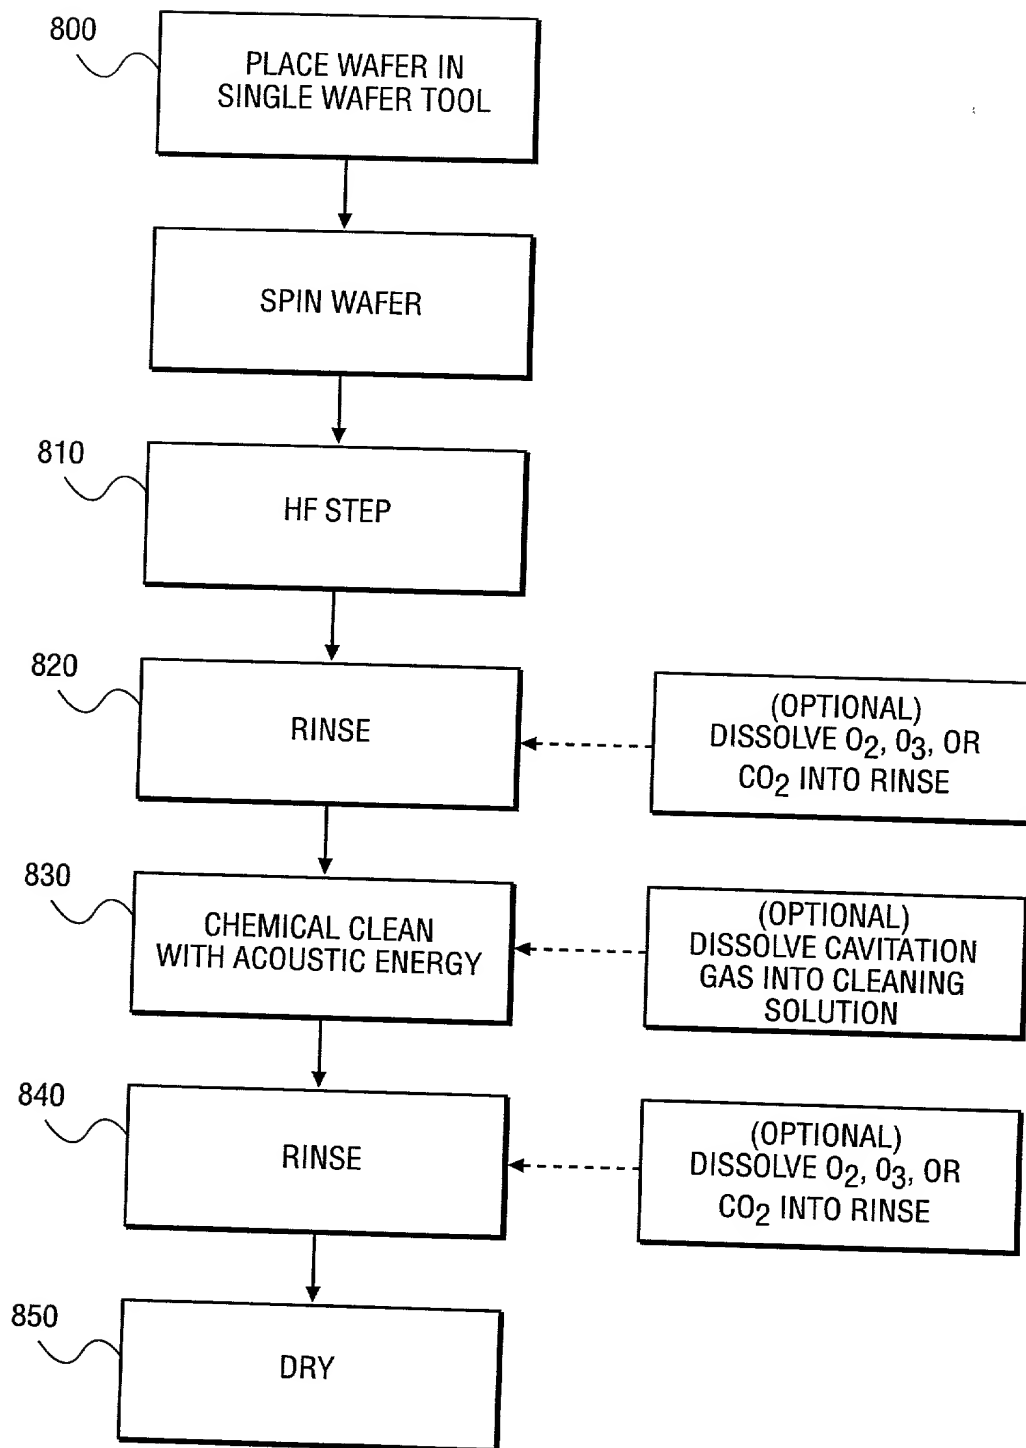 800
PLACE WAFER IN
SINGLE WAFER TOOL
SPIN WAFER
810
HF STEP
820
RINSE
(OPTIONAL)
DISSOLVE O2, O3, OR
CO2 INTO RINSE
830
CHEMICAL CLEAN
WITH ACOUSTIC ENERGY
(OPTIONAL)
DISSOLVE CAVITATION
GAS INTO CLEANING
SOLUTION
840
RINSE
(OPTIONAL)
DISSOLVE O2, O3, OR
CO2 INTO RINSE
850
DRY